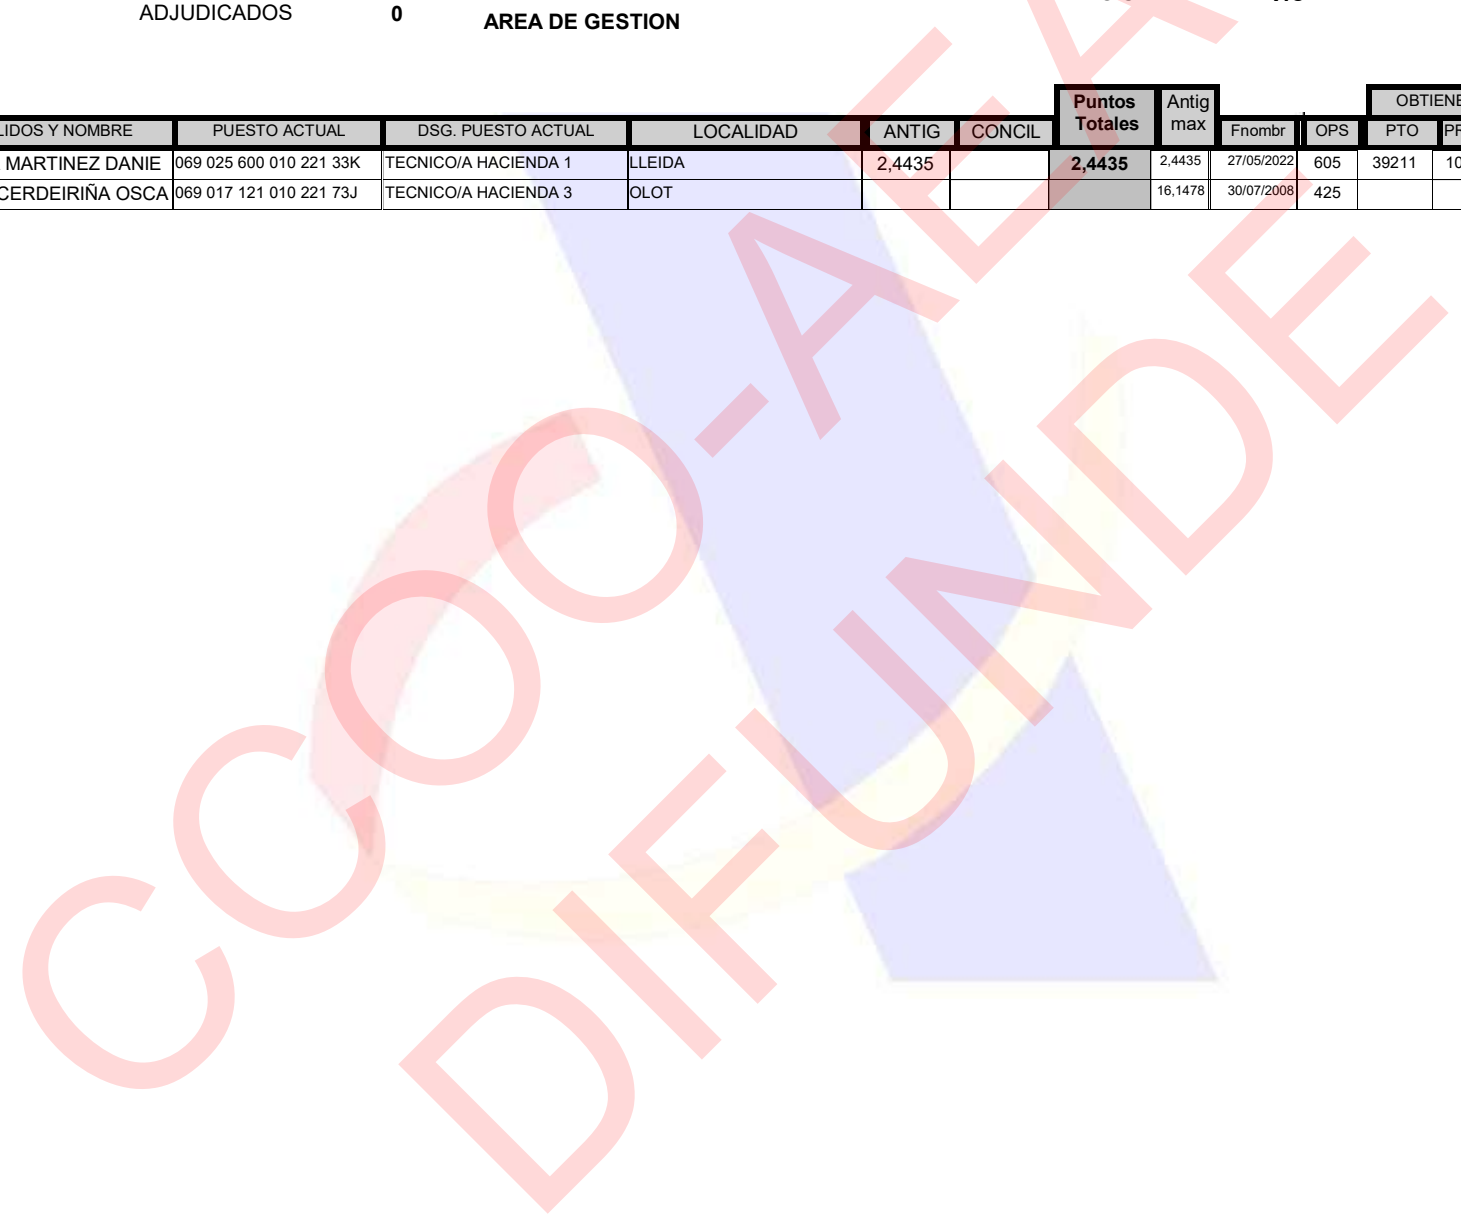 ADJUDICADOS 0 AREA DE GESTION
Puntos Totales Antig max OBTIENE
LIDOS Y NOMBRE PUESTO ACTUAL DSG. PUESTO ACTUAL LOCALIDAD ANTIG CONCIL Fnombr OPS PTO PR
MARTINEZ DANIE 069 025 600 010 221 33K TECNICO/A HACIENDA 1 LLEIDA 2,4435 2,4435 2,4435 27/05/2022 605 39211 10
CERDEIRIÑA OSCA 069 017 121 010 221 73J TECNICO/A HACIENDA 3 OLOT 16,1478 30/07/2008 425
CCOO-AEA
DIFUNDE